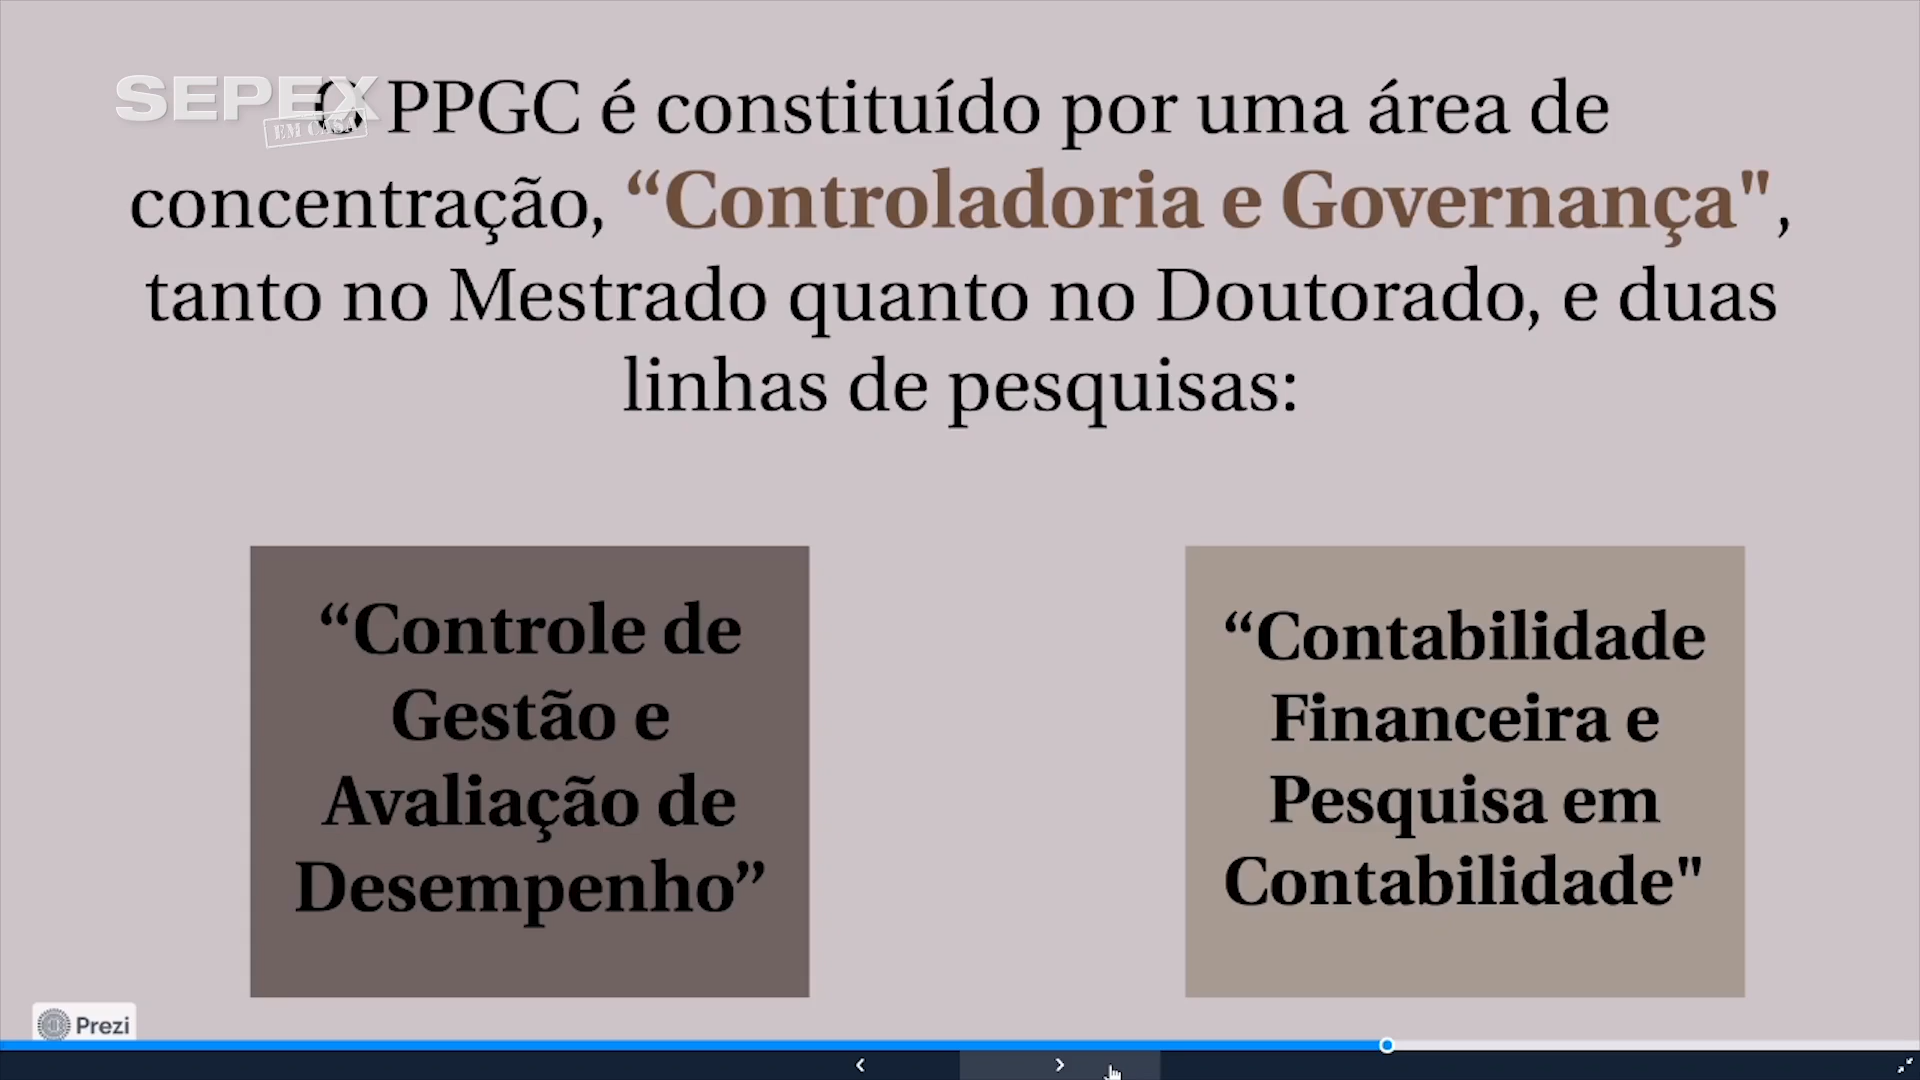 SEPEX
EM CASA
O PPGC é constituído por uma área de
concentração, “Controladoria e Governança",
tanto no Mestrado quanto no Doutorado, e duas
linhas de pesquisas:
“Controle de
Gestão e
Avaliação de
Desempenho”
“Contabilidade
Financeira e
Pesquisa em
Contabilidade"
Prezi